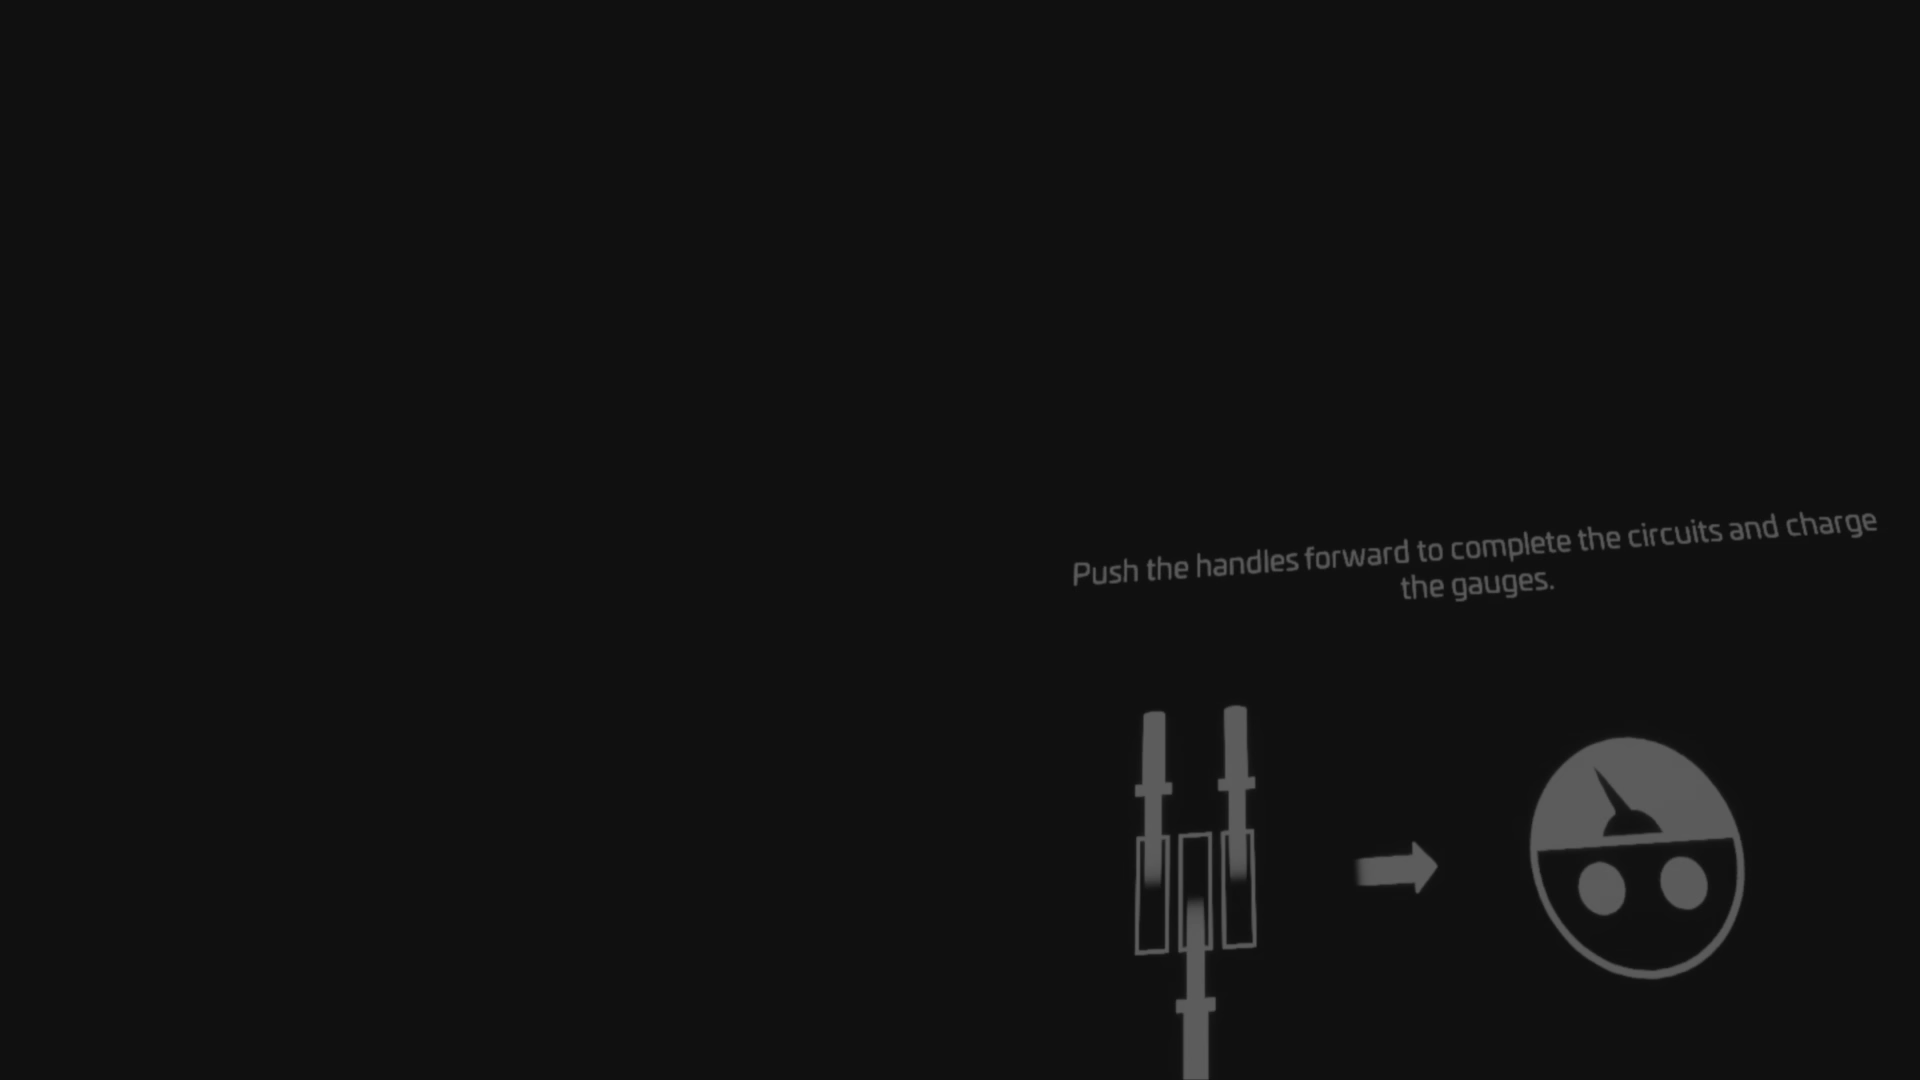 Push the handles forward to complete the circuits and charge
the gauges.